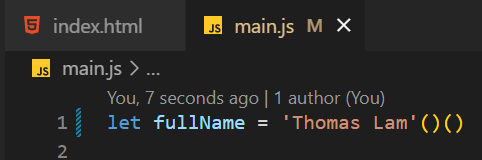 index.html
main.js M
JS main.js > ...
You, 7 seconds ago | 1 author (You)
1 let fullName = 'Thomas Lam'()()
2